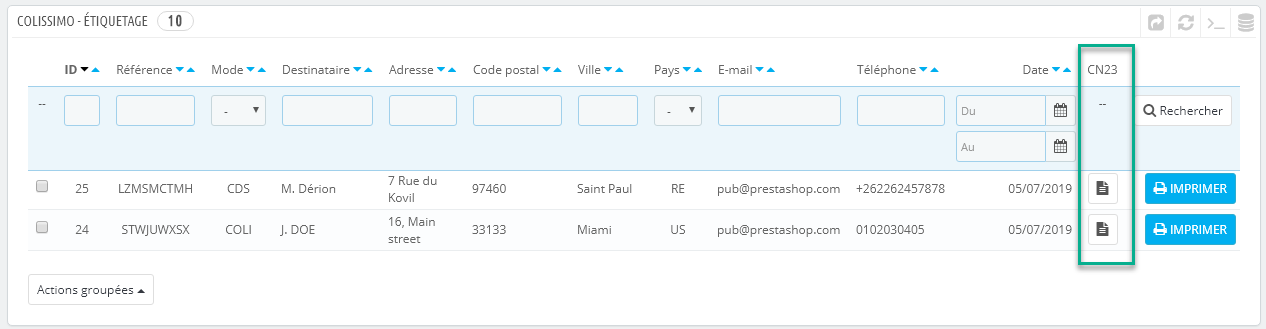 COLISSIMO - ÉTIQUETAGE 10
ID Référence Mode Destinataire Adresse Code postal Ville Pays E-mail Téléphone Date CN23
-- - - Du -- Rechercher
Au
25 LZMSMCTMH CDS M. Dérion 7 Rue du Kovil 97460 Saint Paul RE pub@prestashop.com +262262457878 05/07/2019 IMPRIMER
24 STWJUWXSX COLI J. DOE 16, Main street 33133 Miami US pub@prestashop.com 0102030405 05/07/2019 IMPRIMER
Actions groupées